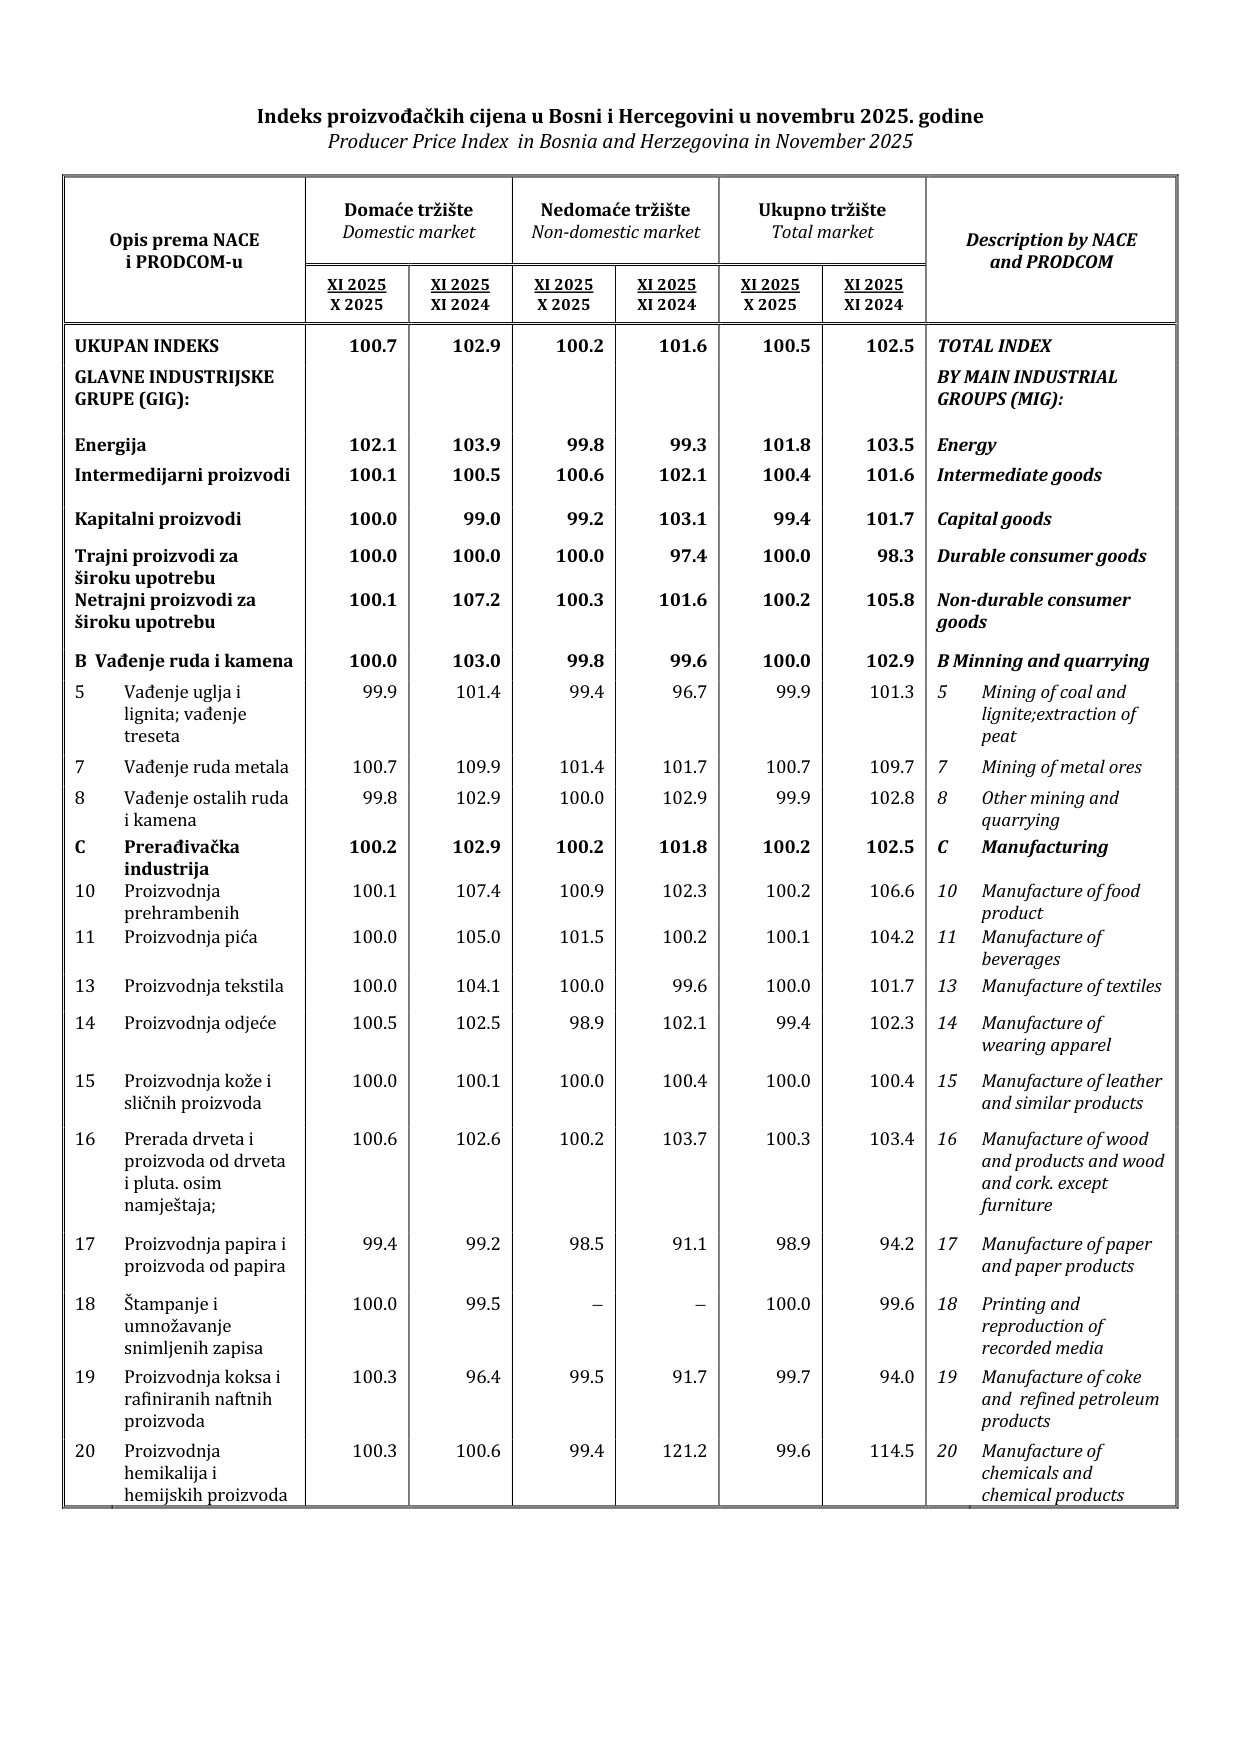 Indeks proizvođačkih cijena u Bosni i Hercegovini u novembru 2025. godine
Producer Price Index  in Bosnia and Herzegovina in November 2025
Opis prema NACE
i PRODCOM-u
Domaće tržište
Domestic market
Nedomaće tržište
Non-domestic market
Ukupno tržište
Total market
Description by NACE
and PRODCOM
XI 2025 XI 2025 XI 2025 XI 2025 XI 2025 XI 2025
X 2025 XI 2024 X 2025 XI 2024 X 2025 XI 2024
UKUPAN INDEKS 100.7 102.9 100.2 101.6 100.5 102.5 TOTAL INDEX
GLAVNE INDUSTRIJSKE BY MAIN INDUSTRIAL
GRUPE (GIG): GROUPS (MIG):
Energija 102.1 103.9 99.8 99.3 101.8 103.5 Energy
Intermedijarni proizvodi 100.1 100.5 100.6 102.1 100.4 101.6 Intermediate goods
Kapitalni proizvodi 100.0 99.0 99.2 103.1 99.4 101.7 Capital goods
Trajni proizvodi za 100.0 100.0 100.0 97.4 100.0 98.3 Durable consumer goods
široku upotrebu
Netrajni proizvodi za 100.1 107.2 100.3 101.6 100.2 105.8 Non-durable consumer
široku upotrebu goods
B Vađenje ruda i kamena 100.0 103.0 99.8 99.6 100.0 102.9 B Minning and quarrying
5 Vađenje uglja i 99.9 101.4 99.4 96.7 99.9 101.3 5 Mining of coal and
lignita; vađenje lignite;extraction of
treseta peat
7 Vađenje ruda metala 100.7 109.9 101.4 101.7 100.7 109.7 7 Mining of metal ores
8 Vađenje ostalih ruda 99.8 102.9 100.0 102.9 99.9 102.8 8 Other mining and
i kamena quarrying
C Prerađivačka 100.2 102.9 100.2 101.8 100.2 102.5 C Manufacturing
industrija
10 Proizvodnja 100.1 107.4 100.9 102.3 100.2 106.6 10 Manufacture of food
prehrambenih product
11 Proizvodnja pića 100.0 105.0 101.5 100.2 100.1 104.2 11 Manufacture of
beverages
13 Proizvodnja tekstila 100.0 104.1 100.0 99.6 100.0 101.7 13 Manufacture of textiles
14 Proizvodnja odjeće 100.5 102.5 98.9 102.1 99.4 102.3 14 Manufacture of
wearing apparel
15 Proizvodnja kože i 100.0 100.1 100.0 100.4 100.0 100.4 15 Manufacture of leather
sličnih proizvoda and similar products
16 Prerada drveta i 100.6 102.6 100.2 103.7 100.3 103.4 16 Manufacture of wood
proizvoda od drveta and products and wood
i pluta. osim and cork. except
namještaja; furniture
17 Proizvodnja papira i 99.4 99.2 98.5 91.1 98.9 94.2 17 Manufacture of paper
proizvoda od papira and paper products
18 Štampanje i 100.0 99.5 – – 100.0 99.6 18 Printing and
umnožavanje reproduction of
snimljenih zapisa recorded media
19 Proizvodnja koksa i 100.3 96.4 99.5 91.7 99.7 94.0 19 Manufacture of coke
rafiniranih naftnih and  refined petroleum
proizvoda products
20 Proizvodnja 100.3 100.6 99.4 121.2 99.6 114.5 20 Manufacture of
hemikalija i chemicals and
hemijskih proizvoda chemical products